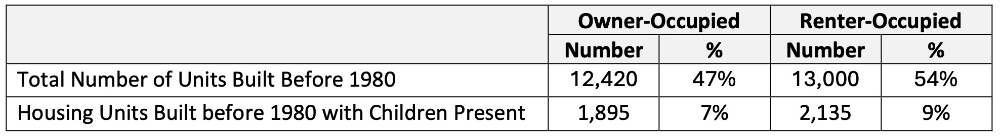 Owner-Occupied Renter-Occupied
Number % Number %
Total Number of Units Built Before 1980 12,420 47% 13,000 54%
Housing Units Built before 1980 with Children Present 1,895 7% 2,135 9%